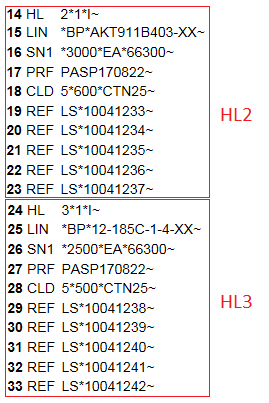 14 HL 2*1*I~
15 LIN *BP*AKT911B403-XX~
16 SN1 *3000*EA*66300~
17 PRF PASP170822~
18 CLD 5*600*CTN25~
19 REF LS*10041233~
20 REF LS*10041234~
21 REF LS*10041235~
22 REF LS*10041236~
23 REF LS*10041237~
HL2
24 HL 3*1*I~
25 LIN *BP*12-185C-1-4-XX~
26 SN1 *2500*EA*66300~
27 PRF PASP170822~
28 CLD 5*500*CTN25~
29 REF LS*10041238~
30 REF LS*10041239~
31 REF LS*10041240~
32 REF LS*10041241~
33 REF LS*10041242~
HL3